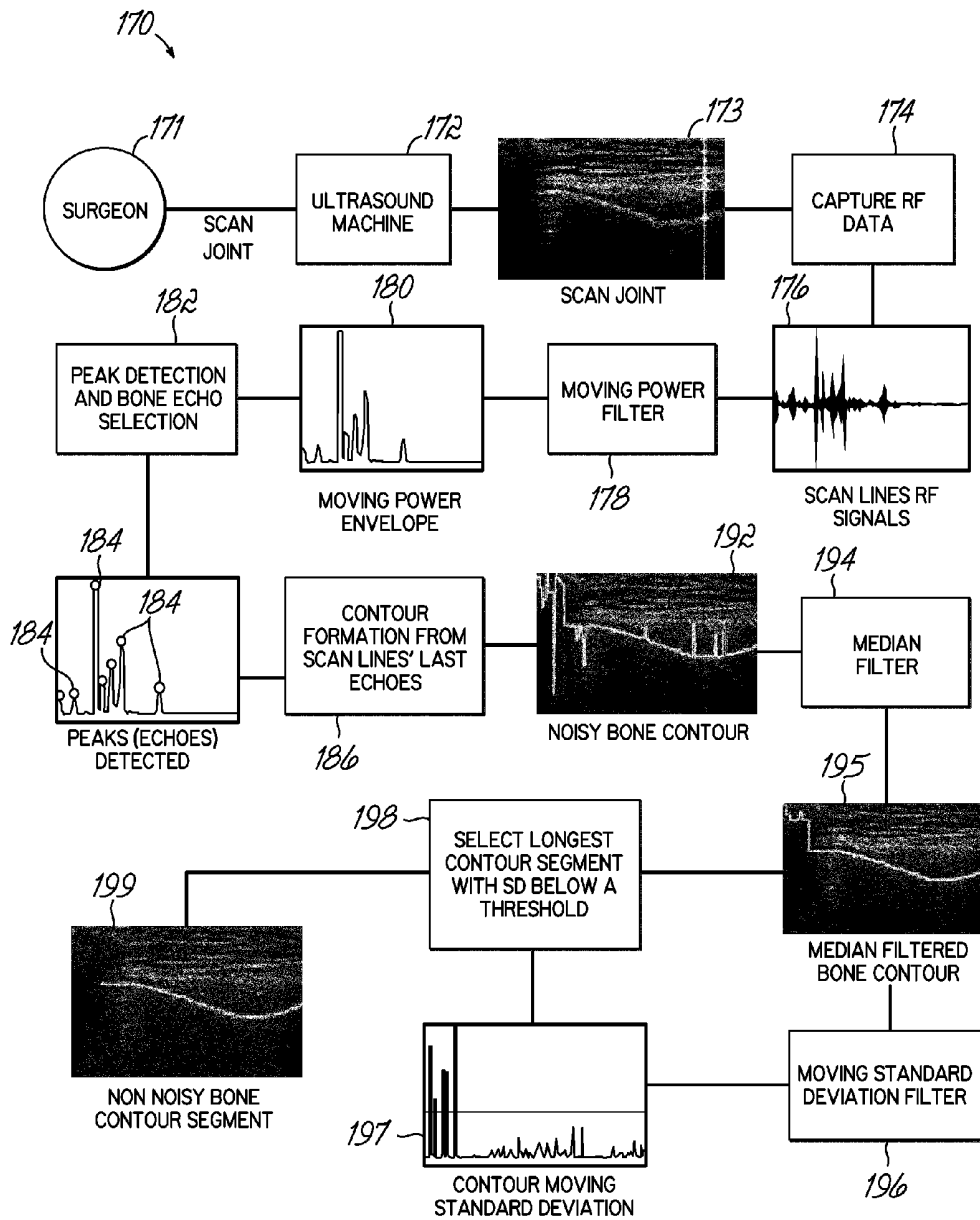 170
171
172
173
174
SURGEON
SCAN
JOINT
ULTRASOUND
MACHINE
SCAN JOINT
CAPTURE RF
DATA
182
180
176
PEAK DETECTION
AND BONE ECHO
SELECTION
MOVING POWER
ENVELOPE
MOVING POWER
FILTER
178
SCAN LINES RF
SIGNALS
184
184
184
PEAKS (ECHOES)
DETECTED
CONTOUR
FORMATION FROM
SCAN LINES' LAST
ECHOES
186
192
NOISY BONE CONTOUR
194
MEDIAN
FILTER
195
MEDIAN FILTERED
BONE CONTOUR
198
SELECT LONGEST
CONTOUR SEGMENT
WITH SD BELOW A
THRESHOLD
199
NON NOISY BONE
CONTOUR SEGMENT
197
CONTOUR MOVING
STANDARD DEVIATION
MOVING STANDARD
DEVIATION FILTER
196